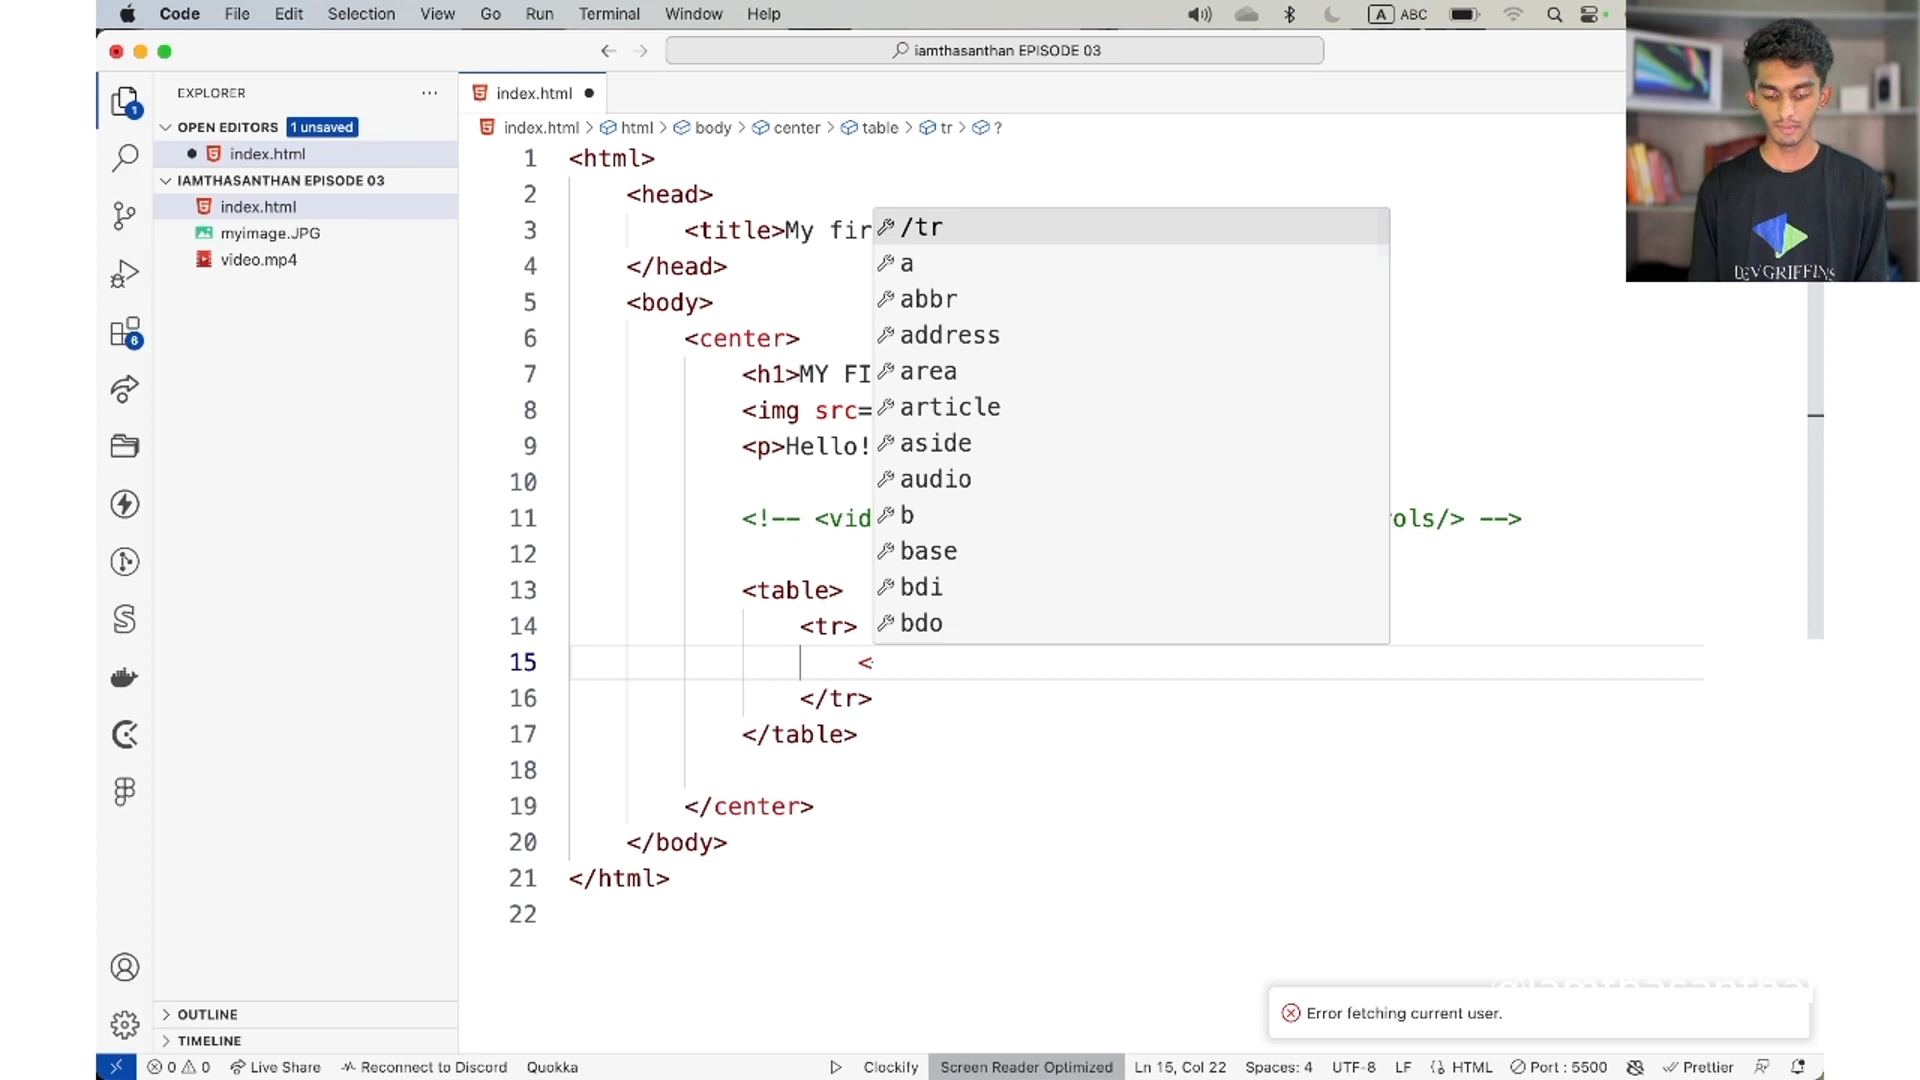 Code File Edit Selection View Go Run Terminal Window Help A ABC
iamthasanthan EPISODE 03
EXPLORER
index.html
OPEN EDITORS 1 unsaved
index.html
IAMTHASANTHAN EPISODE 03
index.html
myimage.JPG
video.mp4
OUTLINE
TIMELINE
1
6
index.html > html > body > center > table > tr > ?
1 <html>
2 <head>
3 <title>My fir
4 </head>
5 <body>
6 <center>
7 <h1>MY FI
8 <img src=
9 <p>Hello!
10
11 <!-- <vid ols/> -->
12
13 <table>
14 <tr>
15 <
16 </tr>
17 </table>
18
19 </center>
20 </body>
21 </html>
22
/tr
a
abbr
address
area
article
aside
audio
b
base
bdi
bdo
DEVGRIFFINS
Error fetching current user.
0 0 Live Share Reconnect to Discord Quokka Clockify Screen Reader Optimized Ln 15, Col 22 Spaces: 4 UTF-8 LF HTML Port : 5500 Prettier